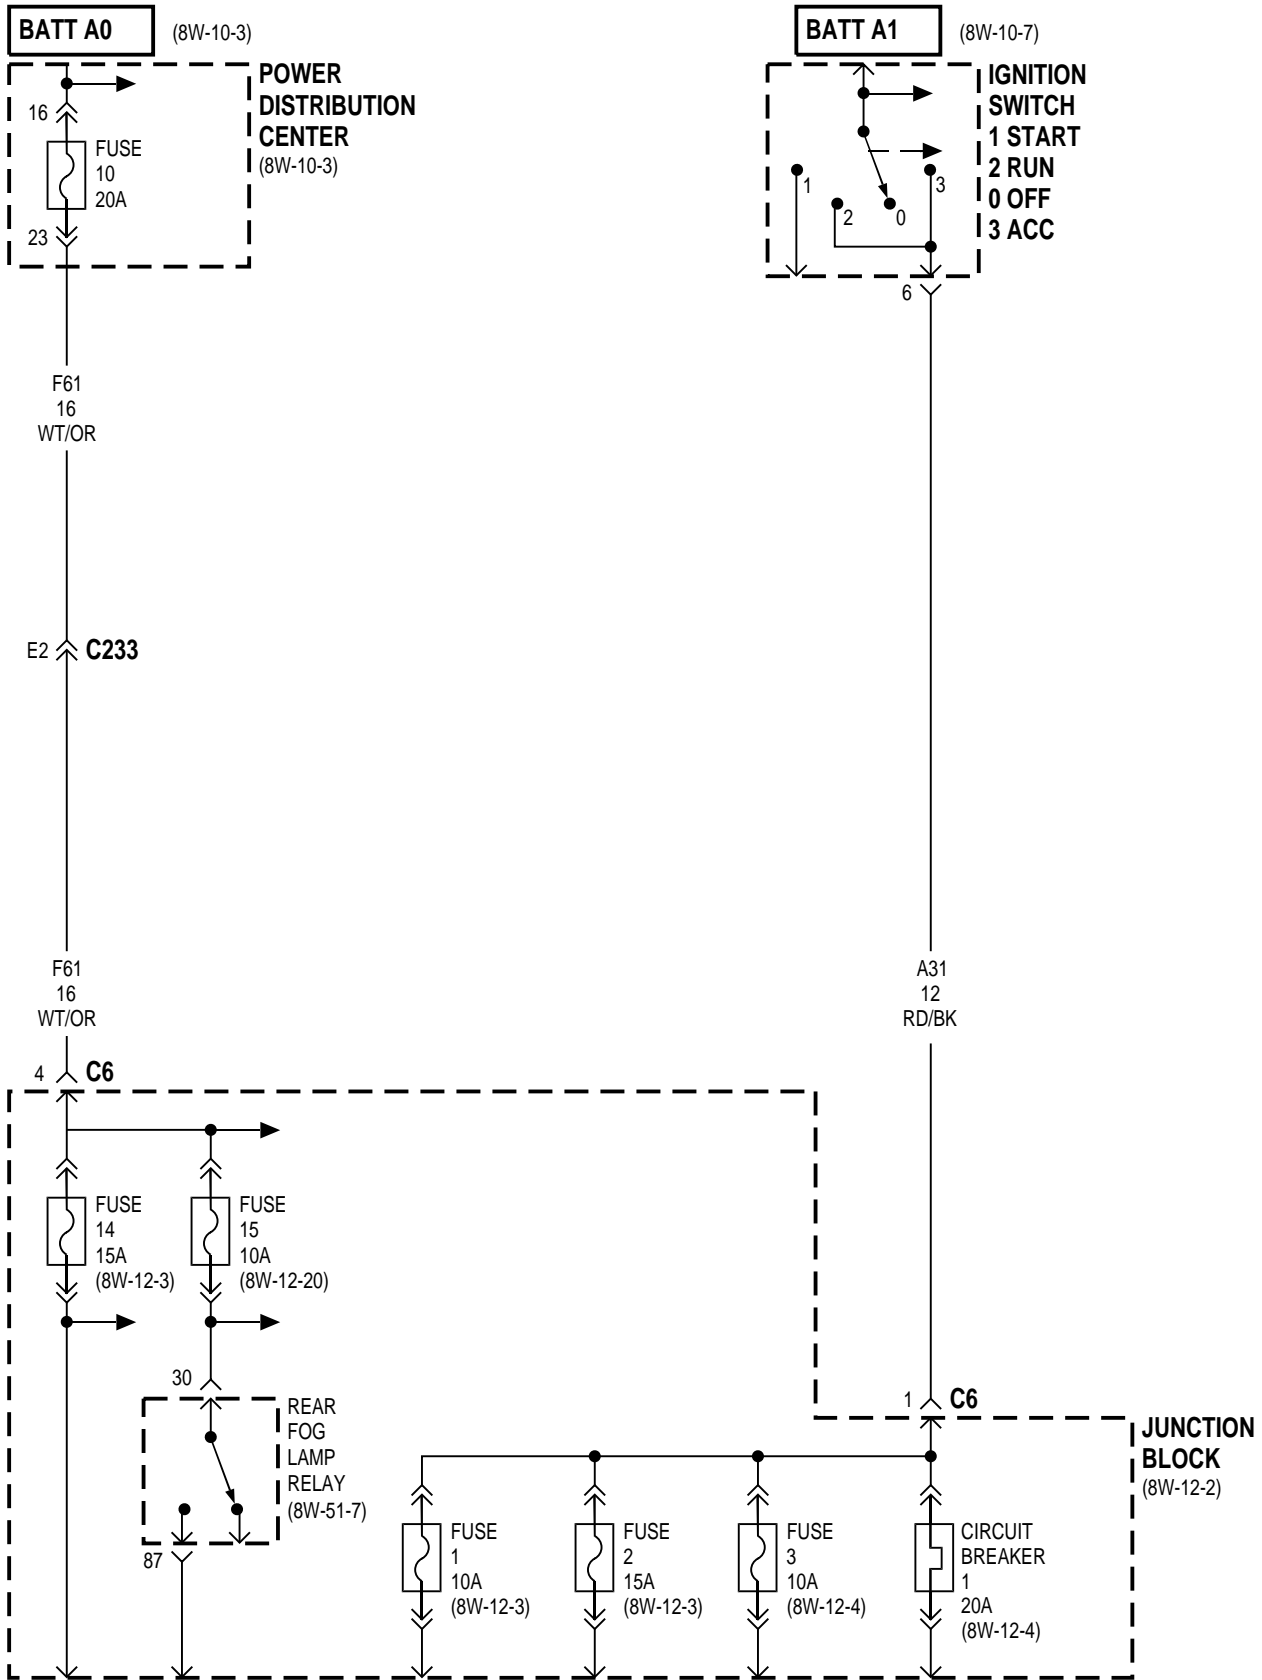 BATT A0
(8W-10-3)
BATT A1
(8W-10-7)
POWER
DISTRIBUTION
CENTER
(8W-10-3)
16
FUSE
10
20A
23
IGNITION
SWITCH
1 START
2 RUN
0 OFF
3 ACC
1
2
0
3
6
F61
16
WT/OR
E2
C233
F61
16
WT/OR
A31
12
RD/BK
4
C6
FUSE
14
15A
(8W-12-3)
FUSE
15
10A
(8W-12-20)
30
REAR
FOG
LAMP
RELAY
(8W-51-7)
87
1
C6
JUNCTION
BLOCK
(8W-12-2)
FUSE
1
10A
(8W-12-3)
FUSE
2
15A
(8W-12-3)
FUSE
3
10A
(8W-12-4)
CIRCUIT
BREAKER
1
20A
(8W-12-4)